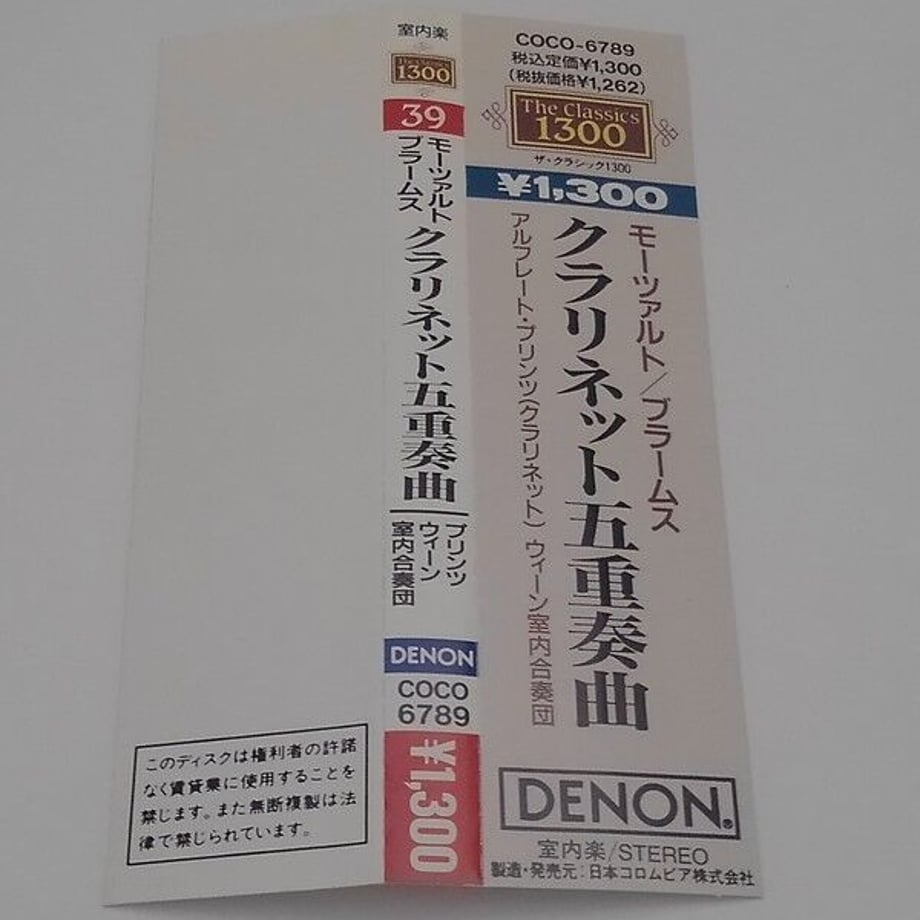 このディスクは権利者の許諾
なく賃貸業に使用することを
禁じます。また無断複製は法
律で禁じられています。
室内楽
The Classics
1300
39
モーツァルト
ブラームス
クラリネット五重奏曲
プリンツ
ウィーン
室内合奏団
DENON
COCO
6789
¥1,300
COCO-6789
税込定価¥1,300
(税抜価格¥1,262)
The Classics
1300
ザ・クラシック1300
¥1,300
モーツァルト/ブラームス
クラリネット五重奏曲
アルフレート・プリンツ(クラリネット) ウィーン室内合奏団
DENON®
室内楽/STEREO
製造・発売元:日本コロムビア株式会社